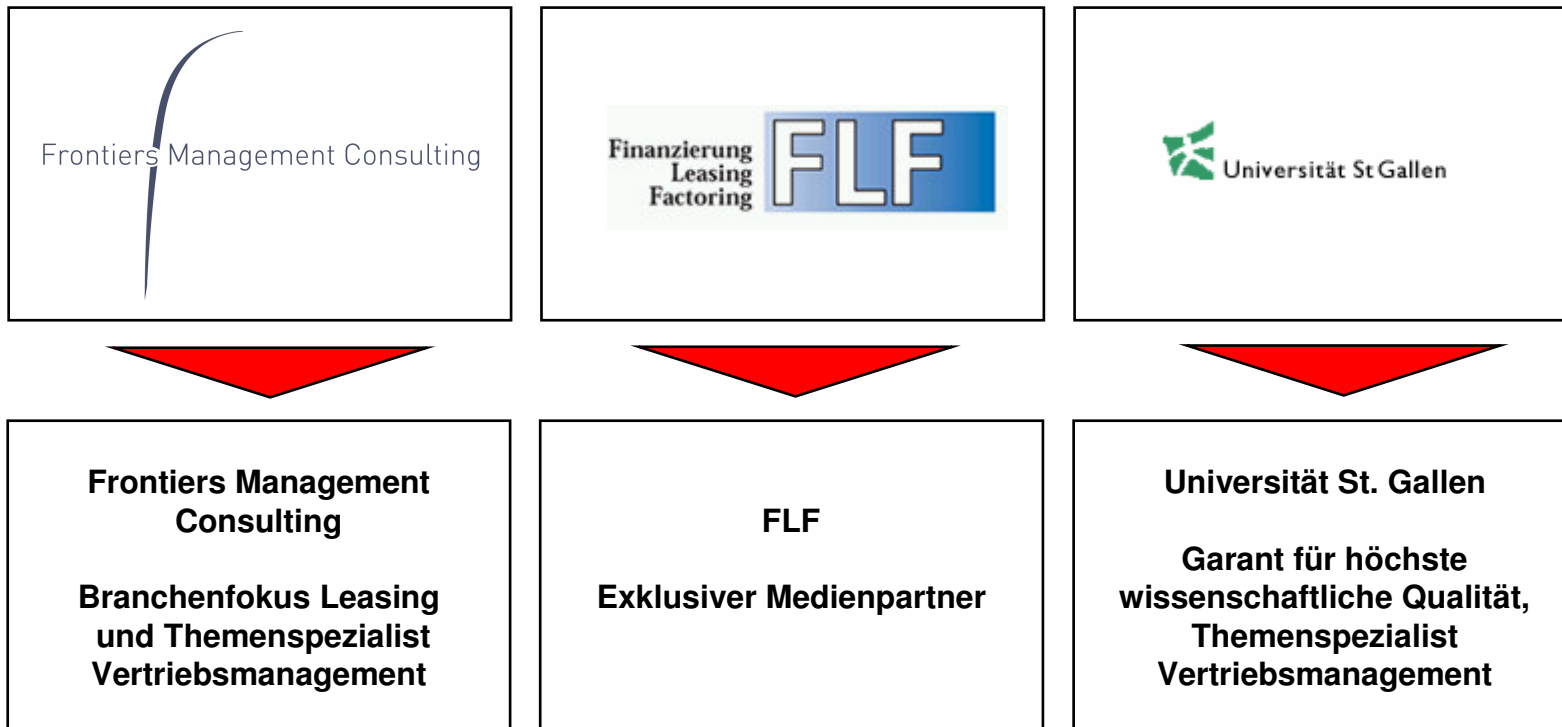 Frontiers Management Consulting
Finanzierung
Leasing
Factoring
FLF
Universität St Gallen
Frontiers Management
Consulting
Branchenfokus Leasing
und Themenspezialist
Vertriebsmanagement
FLF
Exklusiver Medienpartner
Universität St. Gallen
Garant für höchste
wissenschaftliche Qualität,
Themenspezialist
Vertriebsmanagement